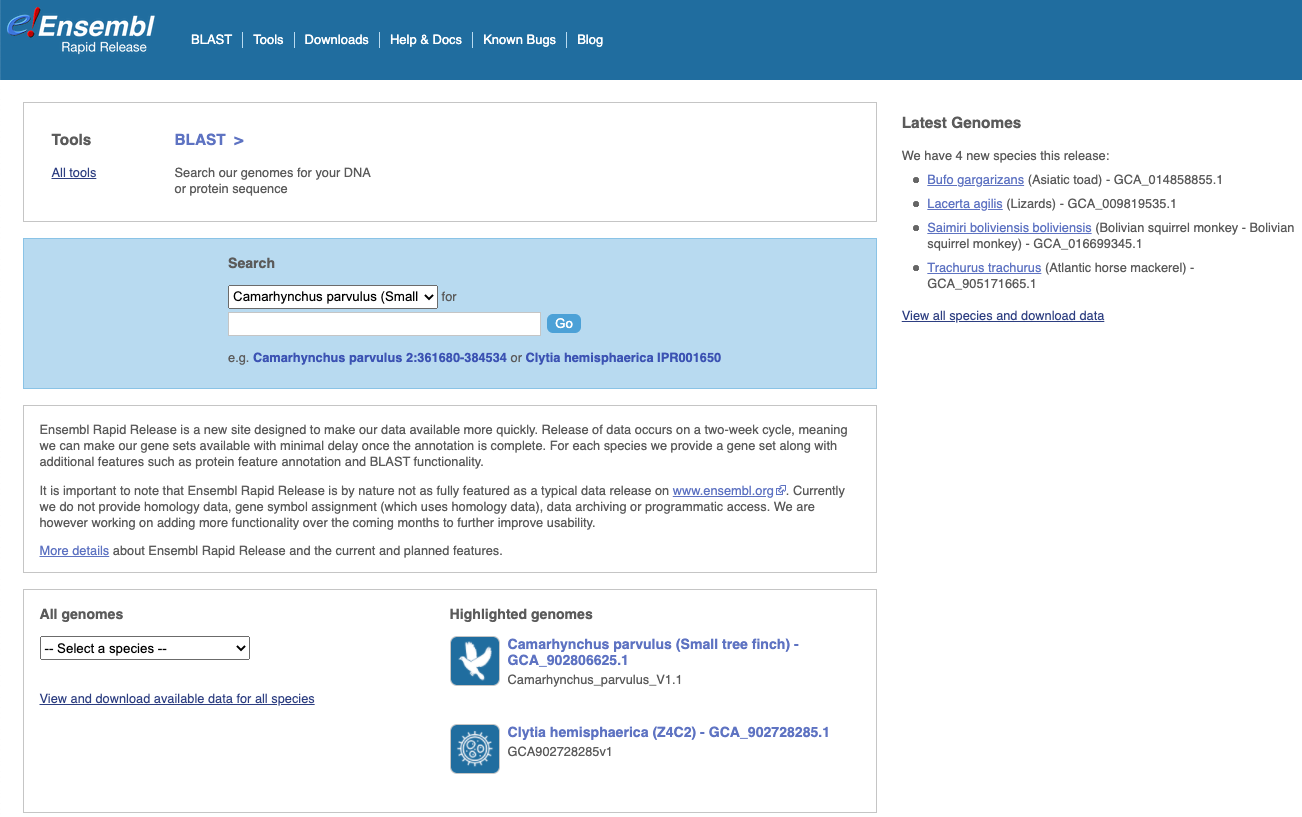 e!Ensembl
Rapid Release
BLAST
Tools
Downloads
Help & Docs
Known Bugs
Blog
Tools
All tools
BLAST >
Search our genomes for your DNA
or protein sequence
Search
Camarhynchus parvulus (Small
for
Go
e.g. Camarhynchus parvulus 2:361680-384534 or Clytia hemisphaerica IPR001650
Ensembl Rapid Release is a new site designed to make our data available more quickly. Release of data occurs on a two-week cycle, meaning
we can make our gene sets available with minimal delay once the annotation is complete. For each species we provide a gene set along with
additional features such as protein feature annotation and BLAST functionality.
It is important to note that Ensembl Rapid Release is by nature not as fully featured as a typical data release on www.ensembl.org. Currently
we do not provide homology data, gene symbol assignment (which uses homology data), data archiving or programmatic access. We are
however working on adding more functionality over the coming months to further improve usability.
More details about Ensembl Rapid Release and the current and planned features.
All genomes
-- Select a species --
View and download available data for all species
Highlighted genomes
Camarhynchus parvulus (Small tree finch) -
GCA_902806625.1
Camarhynchus_parvulus_V1.1
Clytia hemisphaerica (Z4C2) - GCA_902728285.1
GCA902728285v1
Latest Genomes
We have 4 new species this release:
Bufo gargarizans (Asiatic toad) - GCA_014858855.1
Lacerta agilis (Lizards) - GCA_009819535.1
Saimiri boliviensis boliviensis (Bolivian squirrel monkey - Bolivian
squirrel monkey) - GCA_016699345.1
Trachurus trachurus (Atlantic horse mackerel) -
GCA_905171665.1
View all species and download data